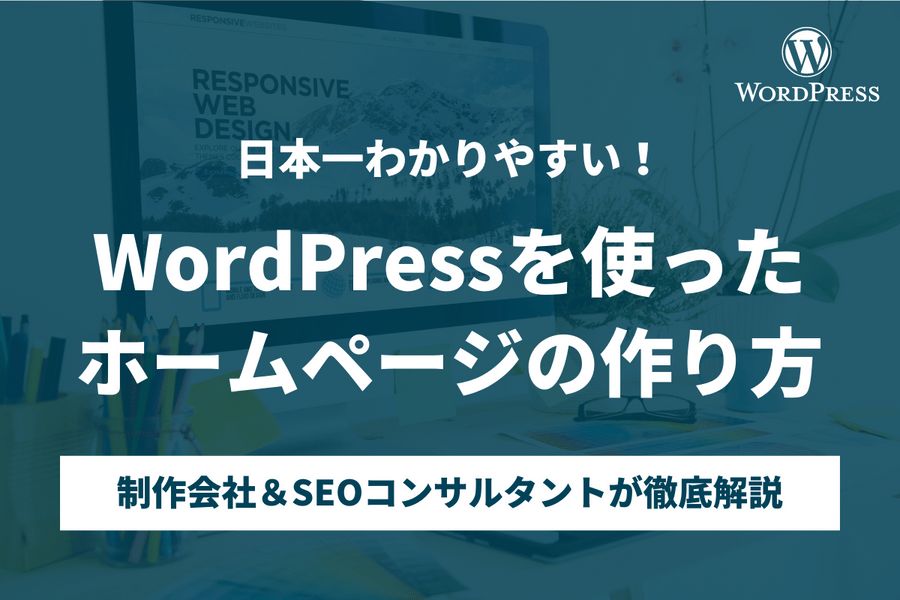 RESPONSIVE WEBSITES
WORDPRESS
RESPONSIVE
WEB
DESIGN
日本一わかりやすい！
WordPressを使った
ホームページの作り方
制作会社＆SEOコンサルタントが徹底解説